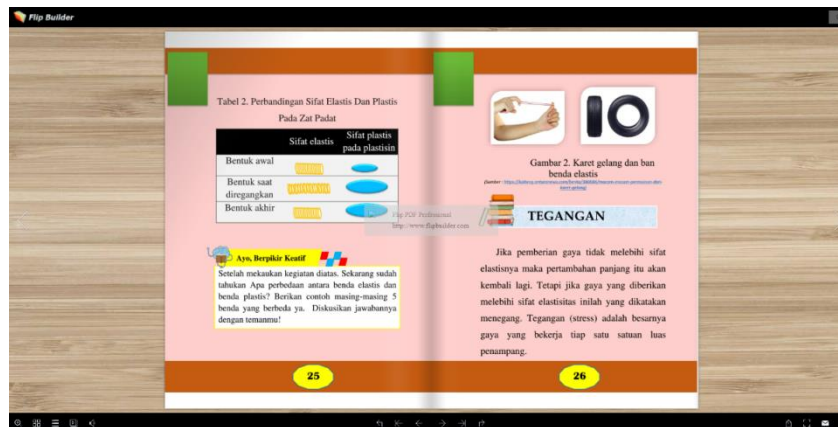 Flip Builder
Tabel 2. Perbandingan Sifat Elastis Dan Plastis
Pada Zat Padat
Sifat elastis
Sifat plastis
pada plastisin
Bentuk awal
Bentuk saat
diregangkan
Bentuk akhir
Ayo, Berpikir Keatif
Setelah mekaukan kegiatan diatas. Sekarang sudah
tahukan Apa perbedaan antara benda elastis dan
benda plastis? Berikan contoh masing-masing 5
benda yang berbeda ya. Diskusikan jawabannya
dengan temanmu!
25
Gambar 2. Karet gelang dan ban
benda elastis
Flip PDF Professional
http://www.flipbuilder.com
TEGANGAN
Jika pemberian gaya tidak melebihi sifat
elastisnya maka pertambahan panjang itu akan
kembali lagi. Tetapi jika gaya yang diberikan
melebihi sifat elastisitas inilah yang dikatakan
menegang. Tegangan (stress) adalah besarnya
gaya yang bekerja tiap satu satuan luas
penampang.
26